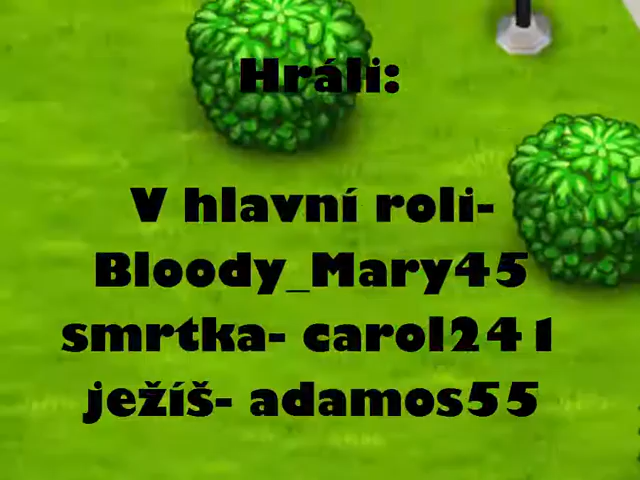 Hráli:
V hlavní roli-
Bloody_Mary45
smrtka- carol241
ježíš- adamos55